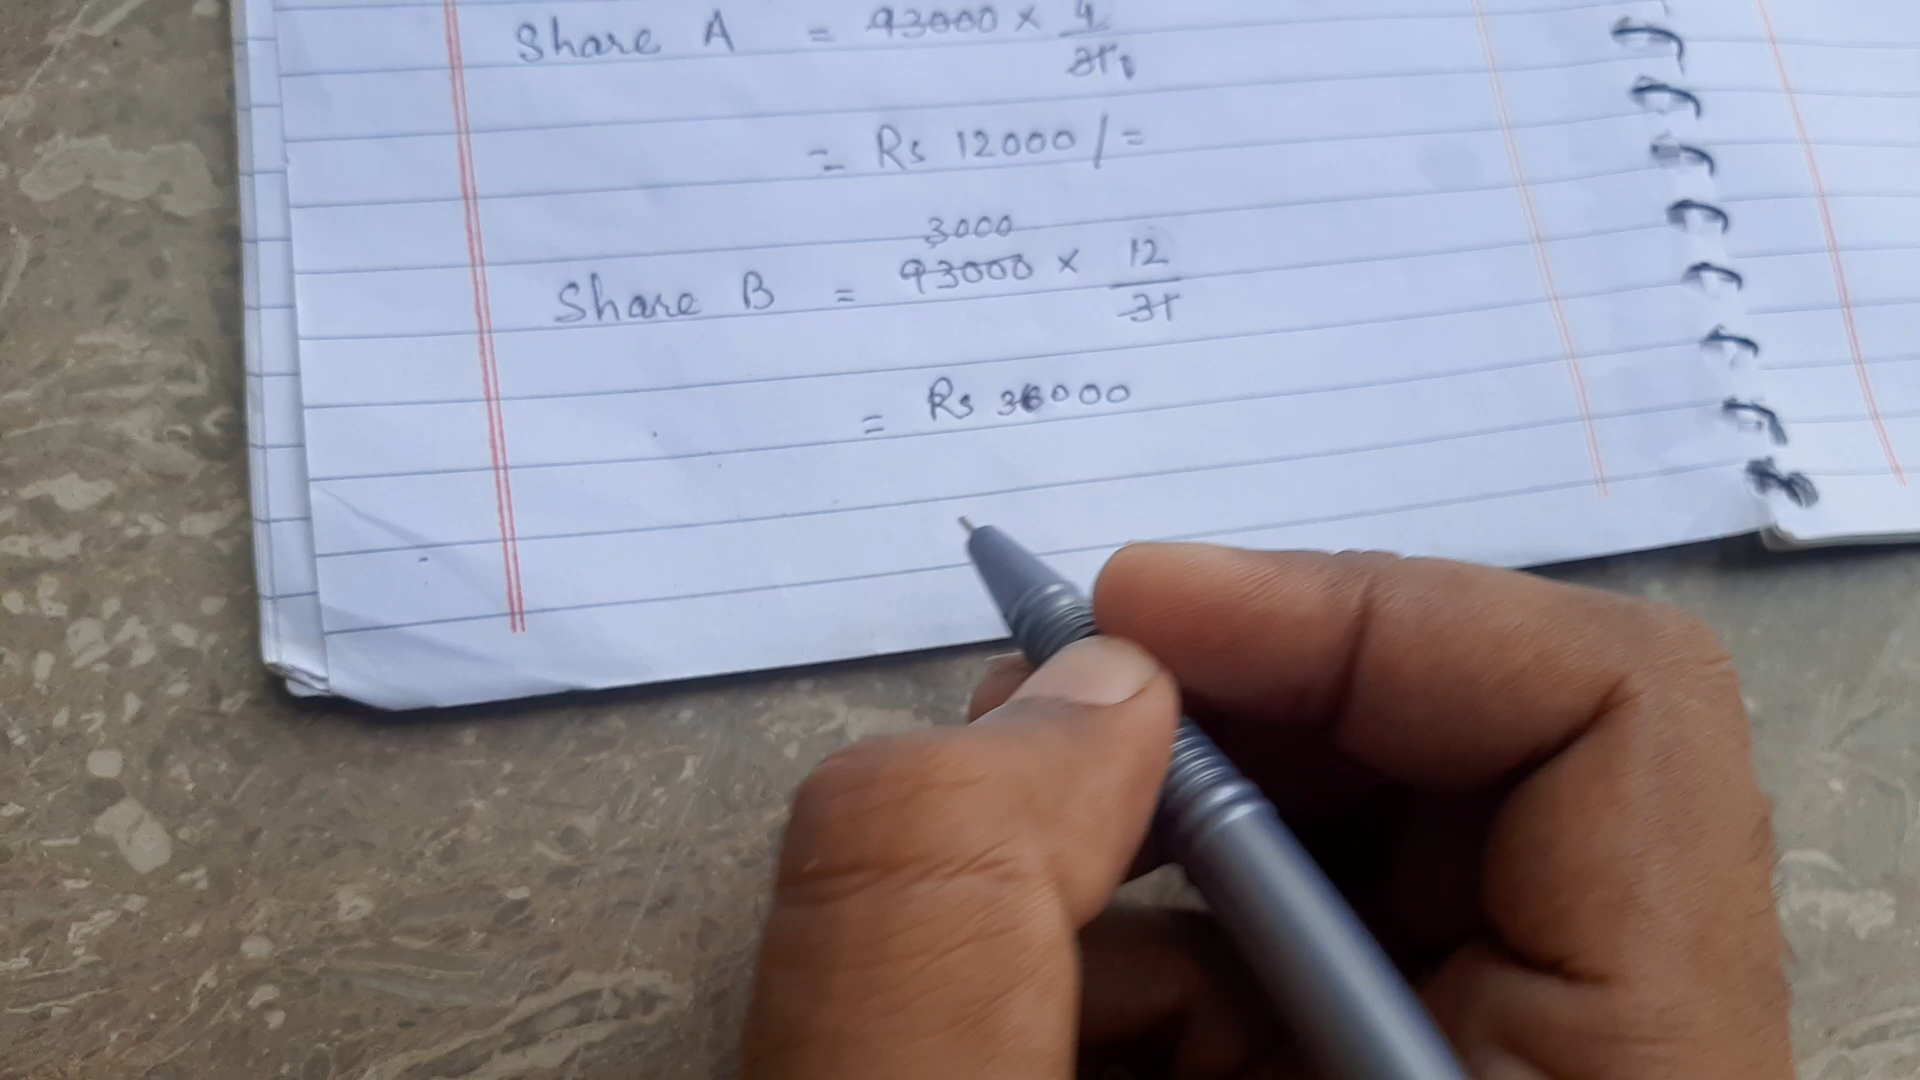 Share A = 93000 × 4/31
= Rs 12000/=
3000
Share B = 93000 × 12/31
= Rs 36000